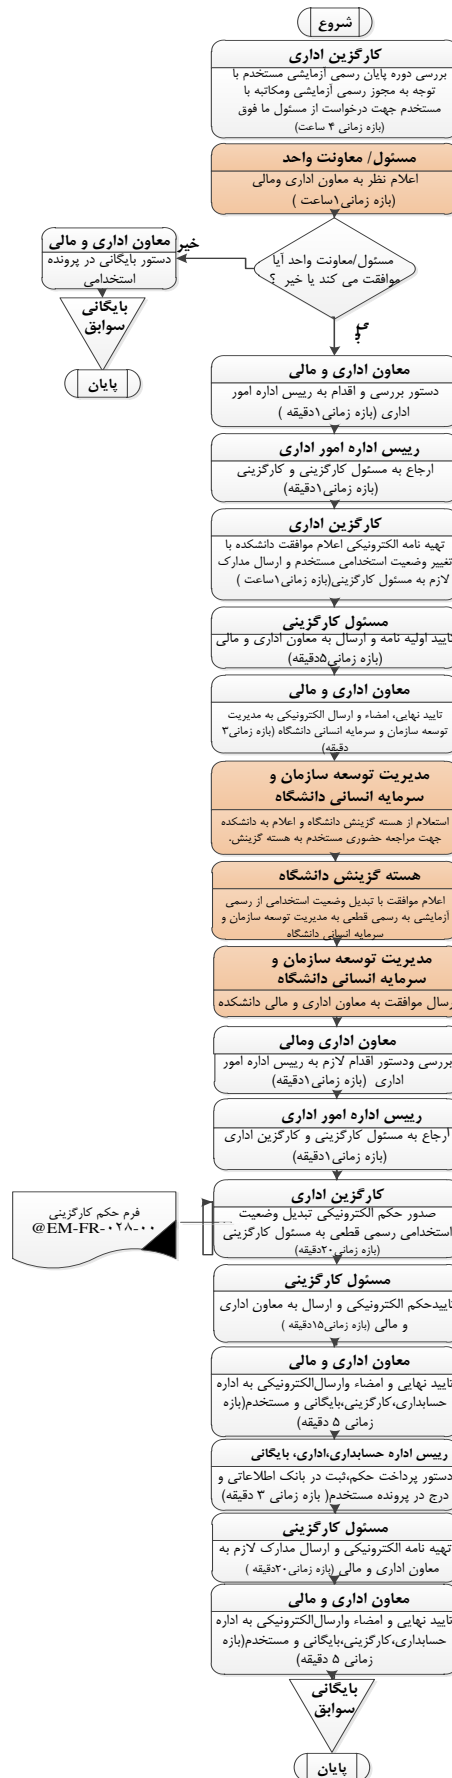 شروع
کارگزین اداری
بررسی دوره پایان رسمی آزمایشی مستخدم با
توجه به مجوز رسمی آزمایشی ومکاتبه با
مستخدم جهت درخواست از مسئول ما فوق
(بازه زمانی ۴ ساعت)
مسئول/ معاونت واحد
اعلام نظر به معاون اداری ومالی
(بازه زمانی۱ساعت )
مسئول/معاونت واحد آیا
موافقت می کند یا خیر ؟
خیر
معاون اداری و مالی
دستور بایگانی در پرونده
استخدامی
بایگانی
سوابق
پایان
معاون اداری و مالی
دستور بررسی و اقدام به رییس اداره امور
اداری (بازه زمانی۱دقیقه )
رییس اداره امور اداری
ارجاع به مسئول کارگزینی و کارگزینی
(بازه زمانی۱دقیقه)
کارگزین اداری
تهیه نامه الکترونیکی اعلام موافقت دانشکده با
تغییر وضعیت استخدامی مستخدم و ارسال مدارک
لازم به مسئول کارگزینی(بازه زمانی۱ساعت )
مسئول کارگزینی
تایید اولیه نامه و ارسال به معاون اداری و مالی
(بازه زمانی۵دقیقه)
معاون اداری و مالی
تایید نهایی، امضاء و ارسال الکترونیکی به مدیریت
توسعه سازمان و سرمایه انسانی دانشگاه (بازه زمانی۳
دقیقه)
مدیریت توسعه سازمان و
سرمایه انسانی دانشگاه
استعلام از هسته گزینش دانشگاه و اعلام به دانشکده
جهت مراجعه حضوری مستخدم به هسته گزینش.
هسته گزینش دانشگاه
اعلام موافقت با تبدیل وضعیت استخدامی از رسمی
آزمایشی به رسمی قطعی به مدیریت توسعه سازمان و
سرمایه انسانی دانشگاه
مدیریت توسعه سازمان و
سرمایه انسانی دانشگاه
رسال موافقت به معاون اداری و مالی دانشکده
معاون اداری ومالی
بررسی ودستور اقدام لازم به رییس اداره امور
اداری (بازه زمانی۱دقیقه)
رییس اداره امور اداری
ارجاع به مسئول کارگزینی و کارگزین اداری
(بازه زمانی۱دقیقه)
کارگزین اداری
صدور حکم الکترونیکی تبدیل وضعیت
استخدامی رسمی قطعی به مسئول کارگزینی
(بازه زمانی۲۰دقیقه)
فرم حکم کارگزینی
@EM-FR-۰۲۸-۰۰
مسئول کارگزینی
تاییدحکم الکترونیکی و ارسال به معاون اداری
و مالی (بازه زمانی۱۵دقیقه )
معاون اداری و مالی
تایید نهایی و امضاء وارسال‌الکترونیکی به اداره
حسابداری،کارگزینی،بایگانی و مستخدم(بازه
زمانی ۵ دقیقه)
رییس اداره حسابداری،اداری، بایگانی
دستور پرداخت حکم،ثبت در بانک اطلاعاتی و
درج در پرونده مستخدم( بازه زمانی ۳ دقیقه)
مسئول کارگزینی
تهیه نامه الکترونیکی و ارسال مدارک لازم به
معاون اداری و مالی (بازه زمانی۲۰دقیقه )
معاون اداری و مالی
تایید نهایی و امضاء وارسال‌الکترونیکی به اداره
حسابداری،کارگزینی،بایگانی و مستخدم(بازه
زمانی ۵ دقیقه)
بایگانی
سوابق
پایان